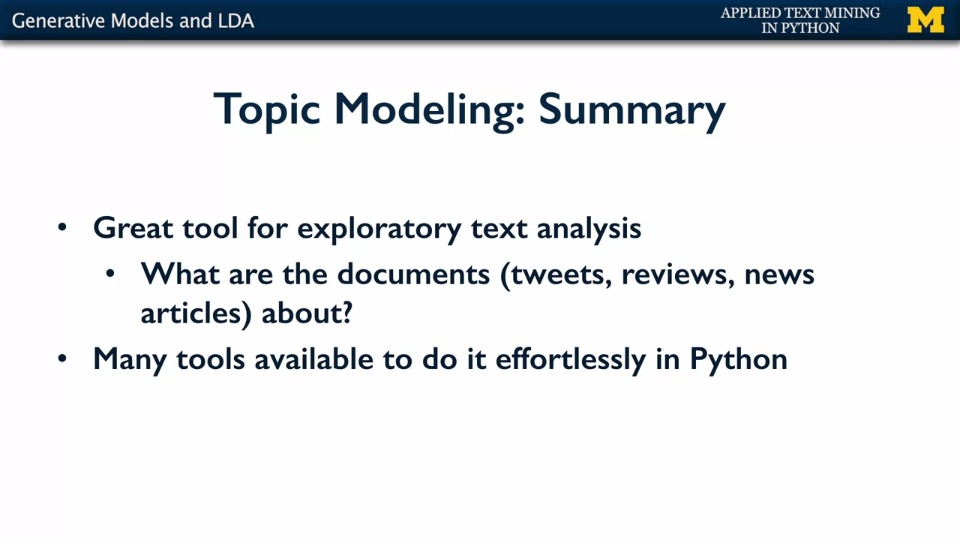 Generative Models and LDA
APPLIED TEXT MINING
IN PYTHON
M
Topic Modeling: Summary
• Great tool for exploratory text analysis
• What are the documents (tweets, reviews, news
articles) about?
• Many tools available to do it effortlessly in Python